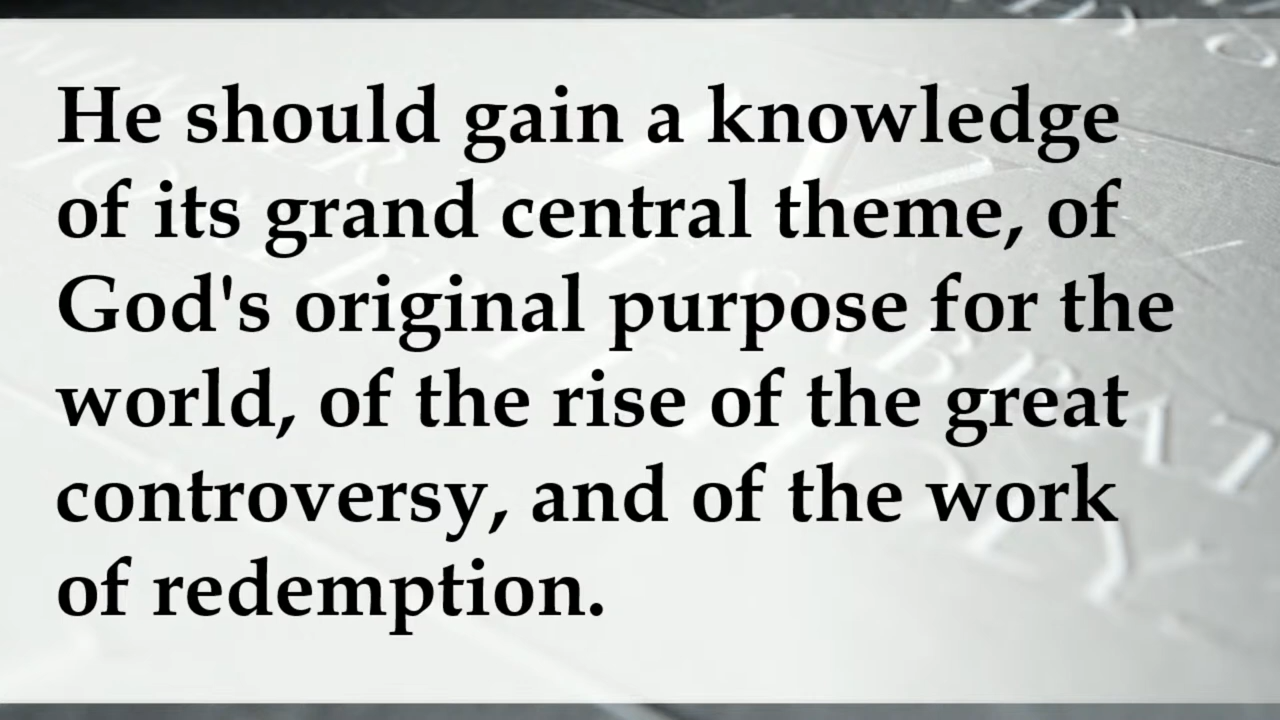 He should gain a knowledge
of its grand central theme, of
God's original purpose for the
world, of the rise of the great
controversy, and of the work
of redemption.